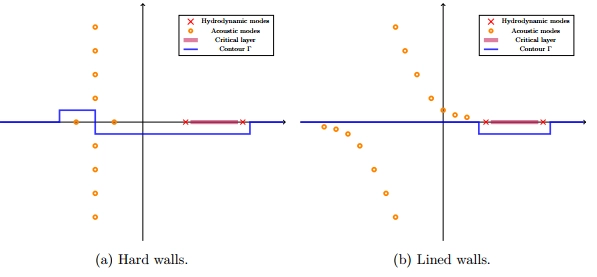 Hydrodynamic modes
Acoustic modes
Critical layer
Contour Γ
Hydrodynamic modes
Acoustic modes
Critical layer
Contour Γ
(a) Hard walls.
(b) Lined walls.